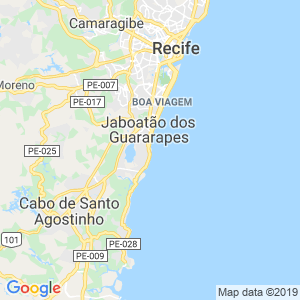 Camaragibe
Recife
Moreno
PE-007
BOA VIAGEM
PE-017
Jaboatão dos
Guararapes
PE-025
Cabo de Santo
Agostinho
101
PE-028
PE-009
Google
Map data ©2019